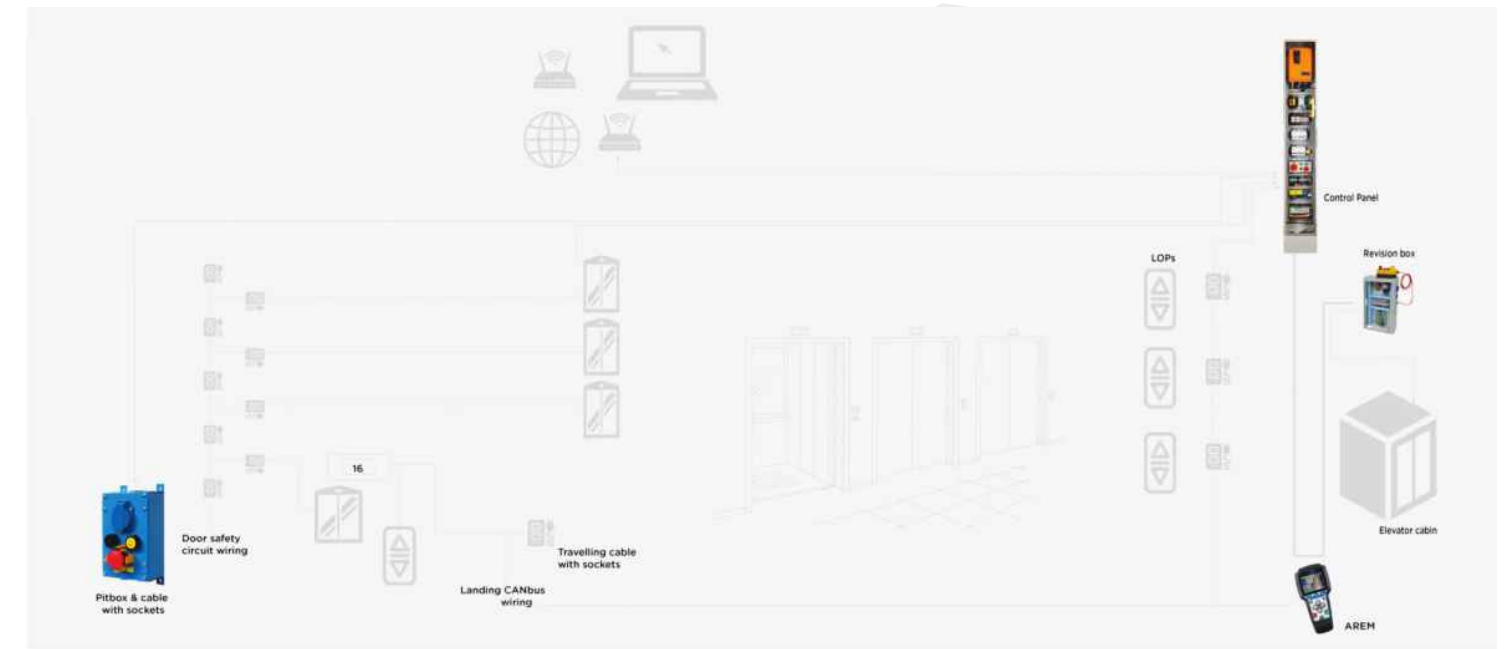 Control Panel
Revision box
LOPs
16
Door safety
circuit wiring
Travelling cable
with sockets
Elevator cabin
Landing CANbus
wiring
Pitbox & cable
with sockets
AREM